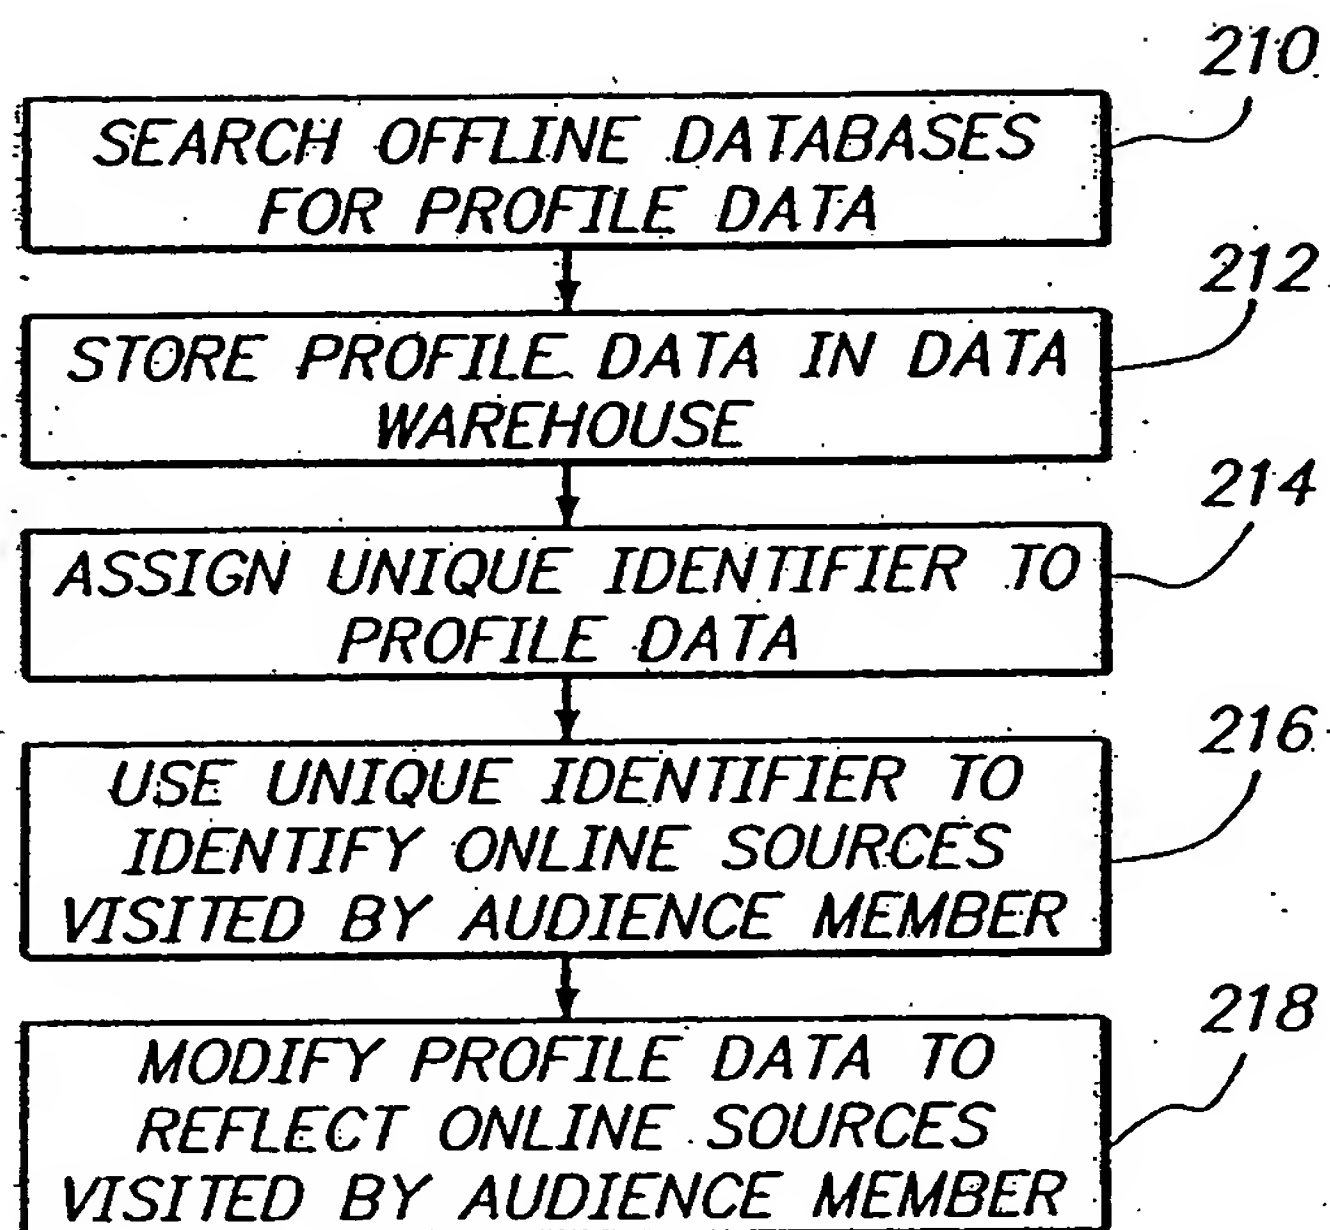 210
SEARCH OFFLINE DATABASES
FOR PROFILE DATA
212
STORE PROFILE DATA IN DATA
WAREHOUSE
214
ASSIGN UNIQUE IDENTIFIER TO
PROFILE DATA
216
USE UNIQUE IDENTIFIER TO
IDENTIFY ONLINE SOURCES
VISITED BY AUDIENCE MEMBER
218
MODIFY PROFILE DATA TO
REFLECT ONLINE SOURCES
VISITED BY AUDIENCE MEMBER